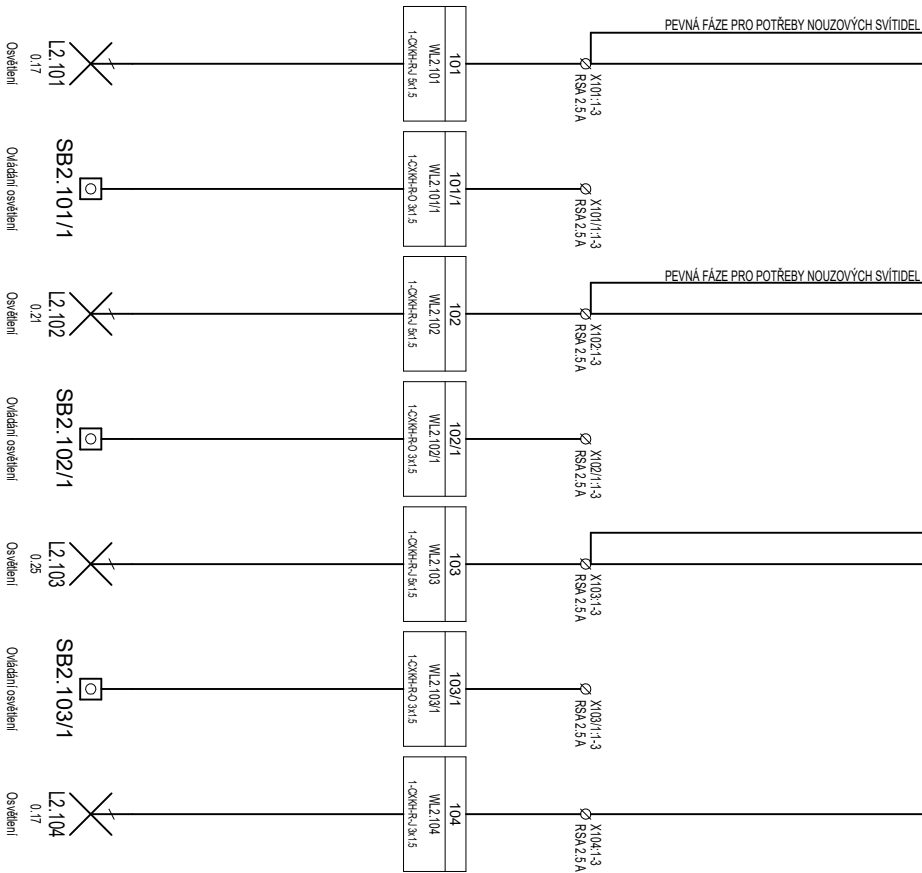 PEVNÁ FÁZE PRO POTŘEBY NOUZOVÝCH SVÍTIDEL
X101:1-3
RSA 2.5 A
101
WL2.101
1-CXKH-R-J 5x1.5
L2.101
0.17
Osvětlení
X101/1:1-3
RSA 2.5 A
101/1
WL2.101/1
1-CXKH-R-O 3x1.5
SB2.101/1
Ovládání osvětlení
PEVNÁ FÁZE PRO POTŘEBY NOUZOVÝCH SVÍTIDEL
X102:1-3
RSA 2.5 A
102
WL2.102
1-CXKH-R-J 5x1.5
L2.102
0.21
Osvětlení
X102/1:1-3
RSA 2.5 A
102/1
WL2.102/1
1-CXKH-R-O 3x1.5
SB2.102/1
Ovládání osvětlení
X103:1-3
RSA 2.5 A
103
WL2.103
1-CXKH-R-J 5x1.5
L2.103
0.25
Osvětlení
X103/1:1-3
RSA 2.5 A
103/1
WL2.103/1
1-CXKH-R-O 3x1.5
SB2.103/1
Ovládání osvětlení
X104:1-3
RSA 2.5 A
104
WL2.104
1-CXKH-R-J 3x1.5
L2.104
0.17
Osvětlení